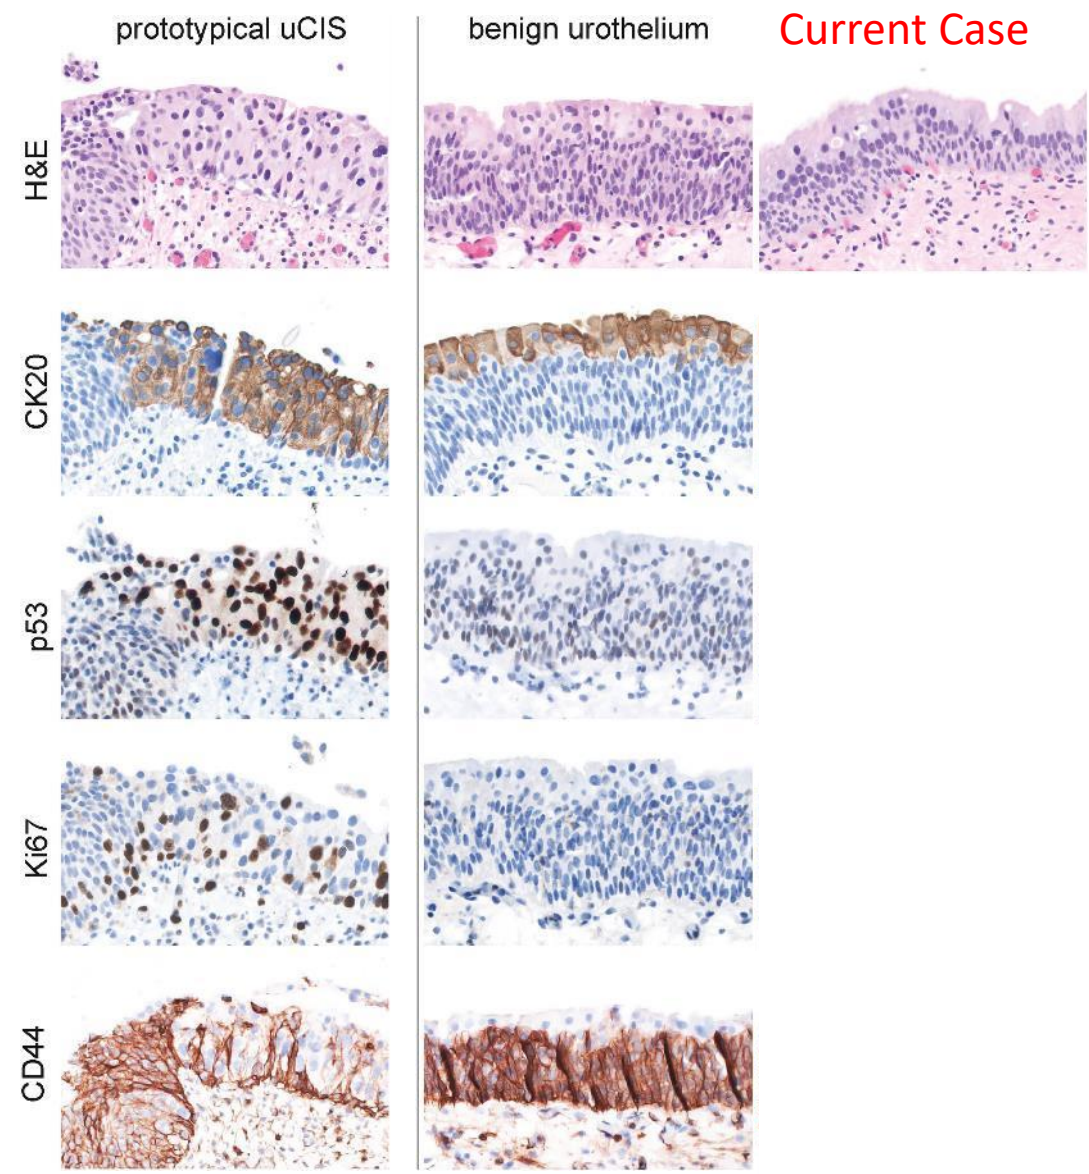 prototypical uCIS
benign urothelium
Current Case
H&E
CK20
p53
Ki67
CD44